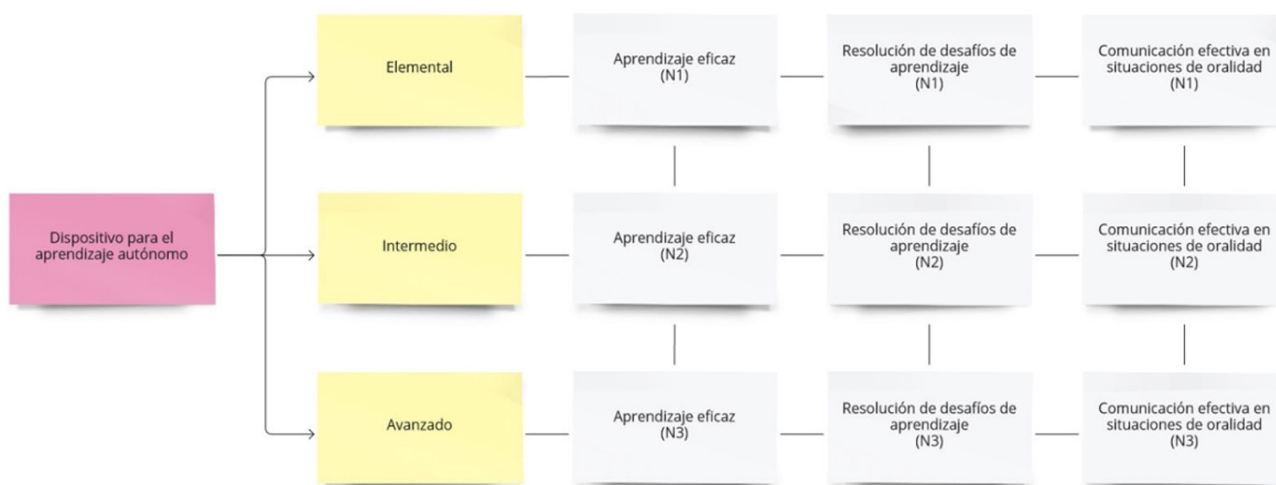 Elemental
Aprendizaje eficaz
(N1)
Resolución de desafíos de
aprendizaje
(N1)
Comunicación efectiva en
situaciones de oralidad
(N1)
Dispositivo para el
aprendizaje autónomo
Intermedio
Aprendizaje eficaz
(N2)
Resolución de desafíos de
aprendizaje
(N2)
Comunicación efectiva en
situaciones de oralidad
(N2)
Avanzado
Aprendizaje eficaz
(N3)
Resolución de desafíos de
aprendizaje
(N3)
Comunicación efectiva en
situaciones de oralidad
(N3)